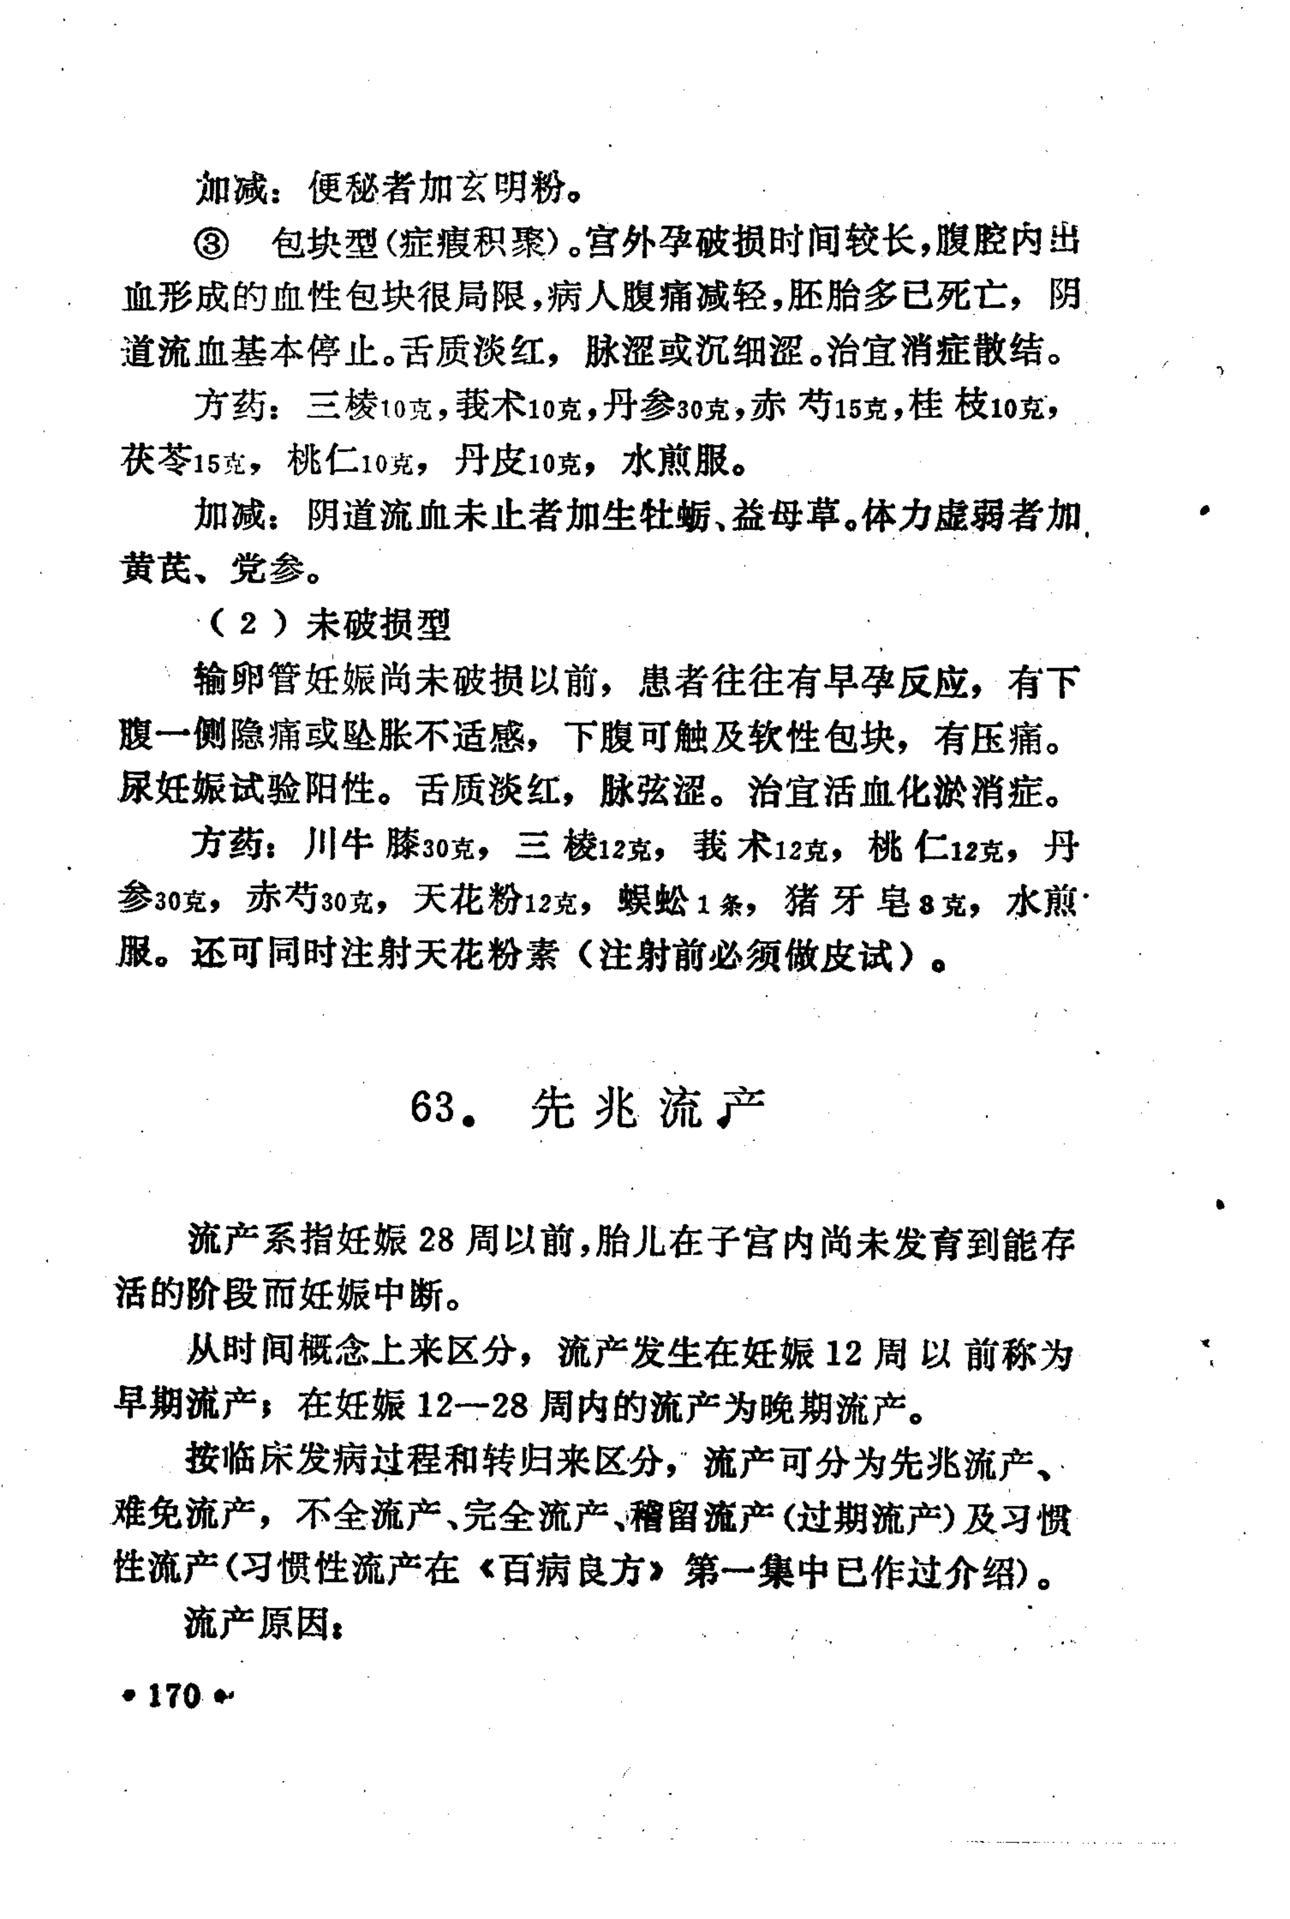 加减：便秘者加玄明粉。
③ 包块型(症瘕积聚)。宫外孕破损时间较长,腹腔内出
血形成的血性包块很局限,病人腹痛减轻,胚胎多已死亡，阴
道流血基本停止。舌质淡红，脉涩或沉细涩。治宜消症散结。
方药：三棱10克,莪术10克,丹参30克,赤芍15克,桂枝10克，
茯苓15克，桃仁10克，丹皮10克，水煎服。
加减：阴道流血未止者加生牡蛎、益母草。体力虚弱者加
黄芪、党参。
（2）未破损型
输卵管妊娠尚未破损以前，患者往往有早孕反应，有下
腹一侧隐痛或坠胀不适感，下腹可触及软性包块，有压痛。
尿妊娠试验阳性。舌质淡红，脉弦涩。治宜活血化淤消症。
方药：川牛膝30克，三棱12克，莪术12克，桃仁12克，丹
参30克，赤芍30克，天花粉12克，蜈蚣1条，猪牙皂8克，水煎
服。还可同时注射天花粉素（注射前必须做皮试）。
63. 先兆流产
流产系指妊娠28周以前,胎儿在子宫内尚未发育到能存
活的阶段而妊娠中断。
从时间概念上来区分，流产发生在妊娠12周以前称为
早期流产；在妊娠12—28周内的流产为晚期流产。
按临床发病过程和转归来区分，流产可分为先兆流产、
难免流产，不全流产、完全流产、稽留流产(过期流产)及习惯
性流产(习惯性流产在《百病良方》第一集中已作过介绍)。
流产原因：
• 170 •